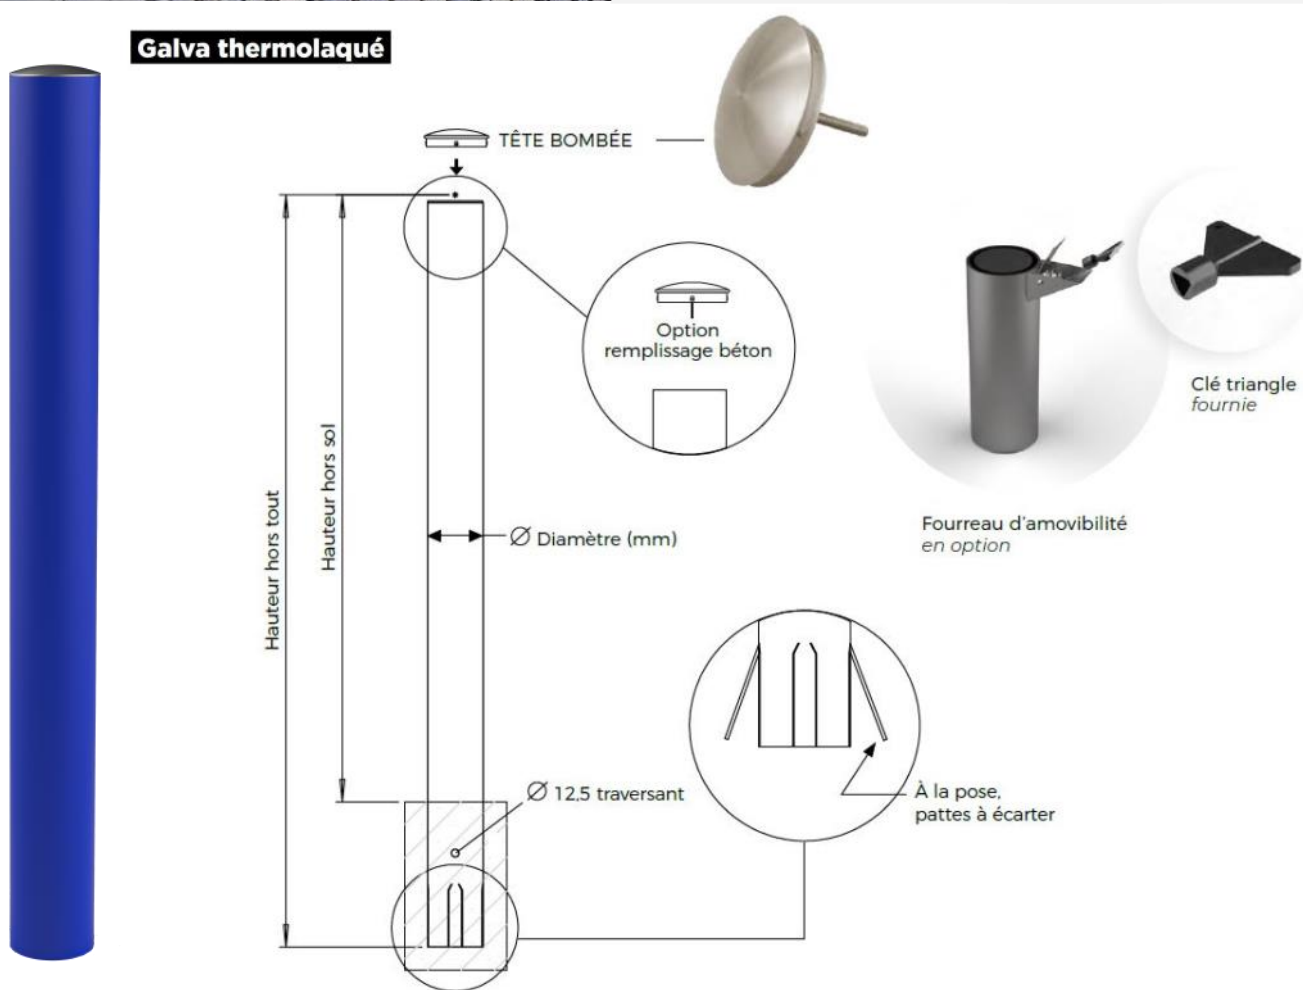 Galva thermolaqué
TÊTE BOMBÉE
Option
remplissage béton
Clé triangle
fournie
Hauteur hors tout
Hauteur hors sol
Ø Diamètre (mm)
Fourreau d'amovibilité
en option
Ø 12,5 traversant
À la pose,
pattes à écarter